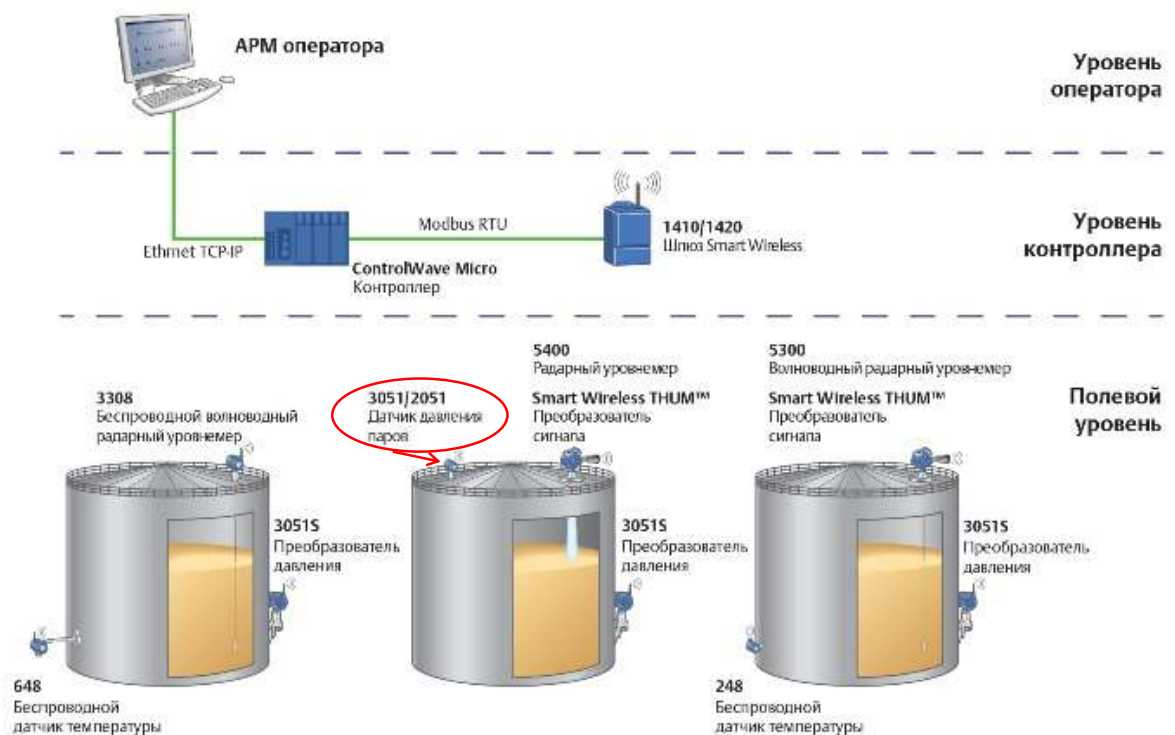 АРМ оператора
Уровень
оператора
Ethrnet TCP-IP
Modbus RTU
ControlWave Micro
Контроллер
1410/1420
Шлюз Smart Wireless
Уровень
контроллера
3308
Беспроводной волноводный
радарный уровнемер
3051/2051
Датчик давления
паров
5400
Радарный уровнемер
Smart Wireless THUM™
Преобразователь
сигнала
5300
Волноводный радарный уровнемер
Smart Wireless THUM™
Преобразователь
сигнала
Полевой
уровень
3051S
Преобразователь
давления
3051S
Преобразователь
давления
3051S
Преобразователь
давления
648
Беспроводной
датчик температуры
248
Беспроводной
датчик температуры